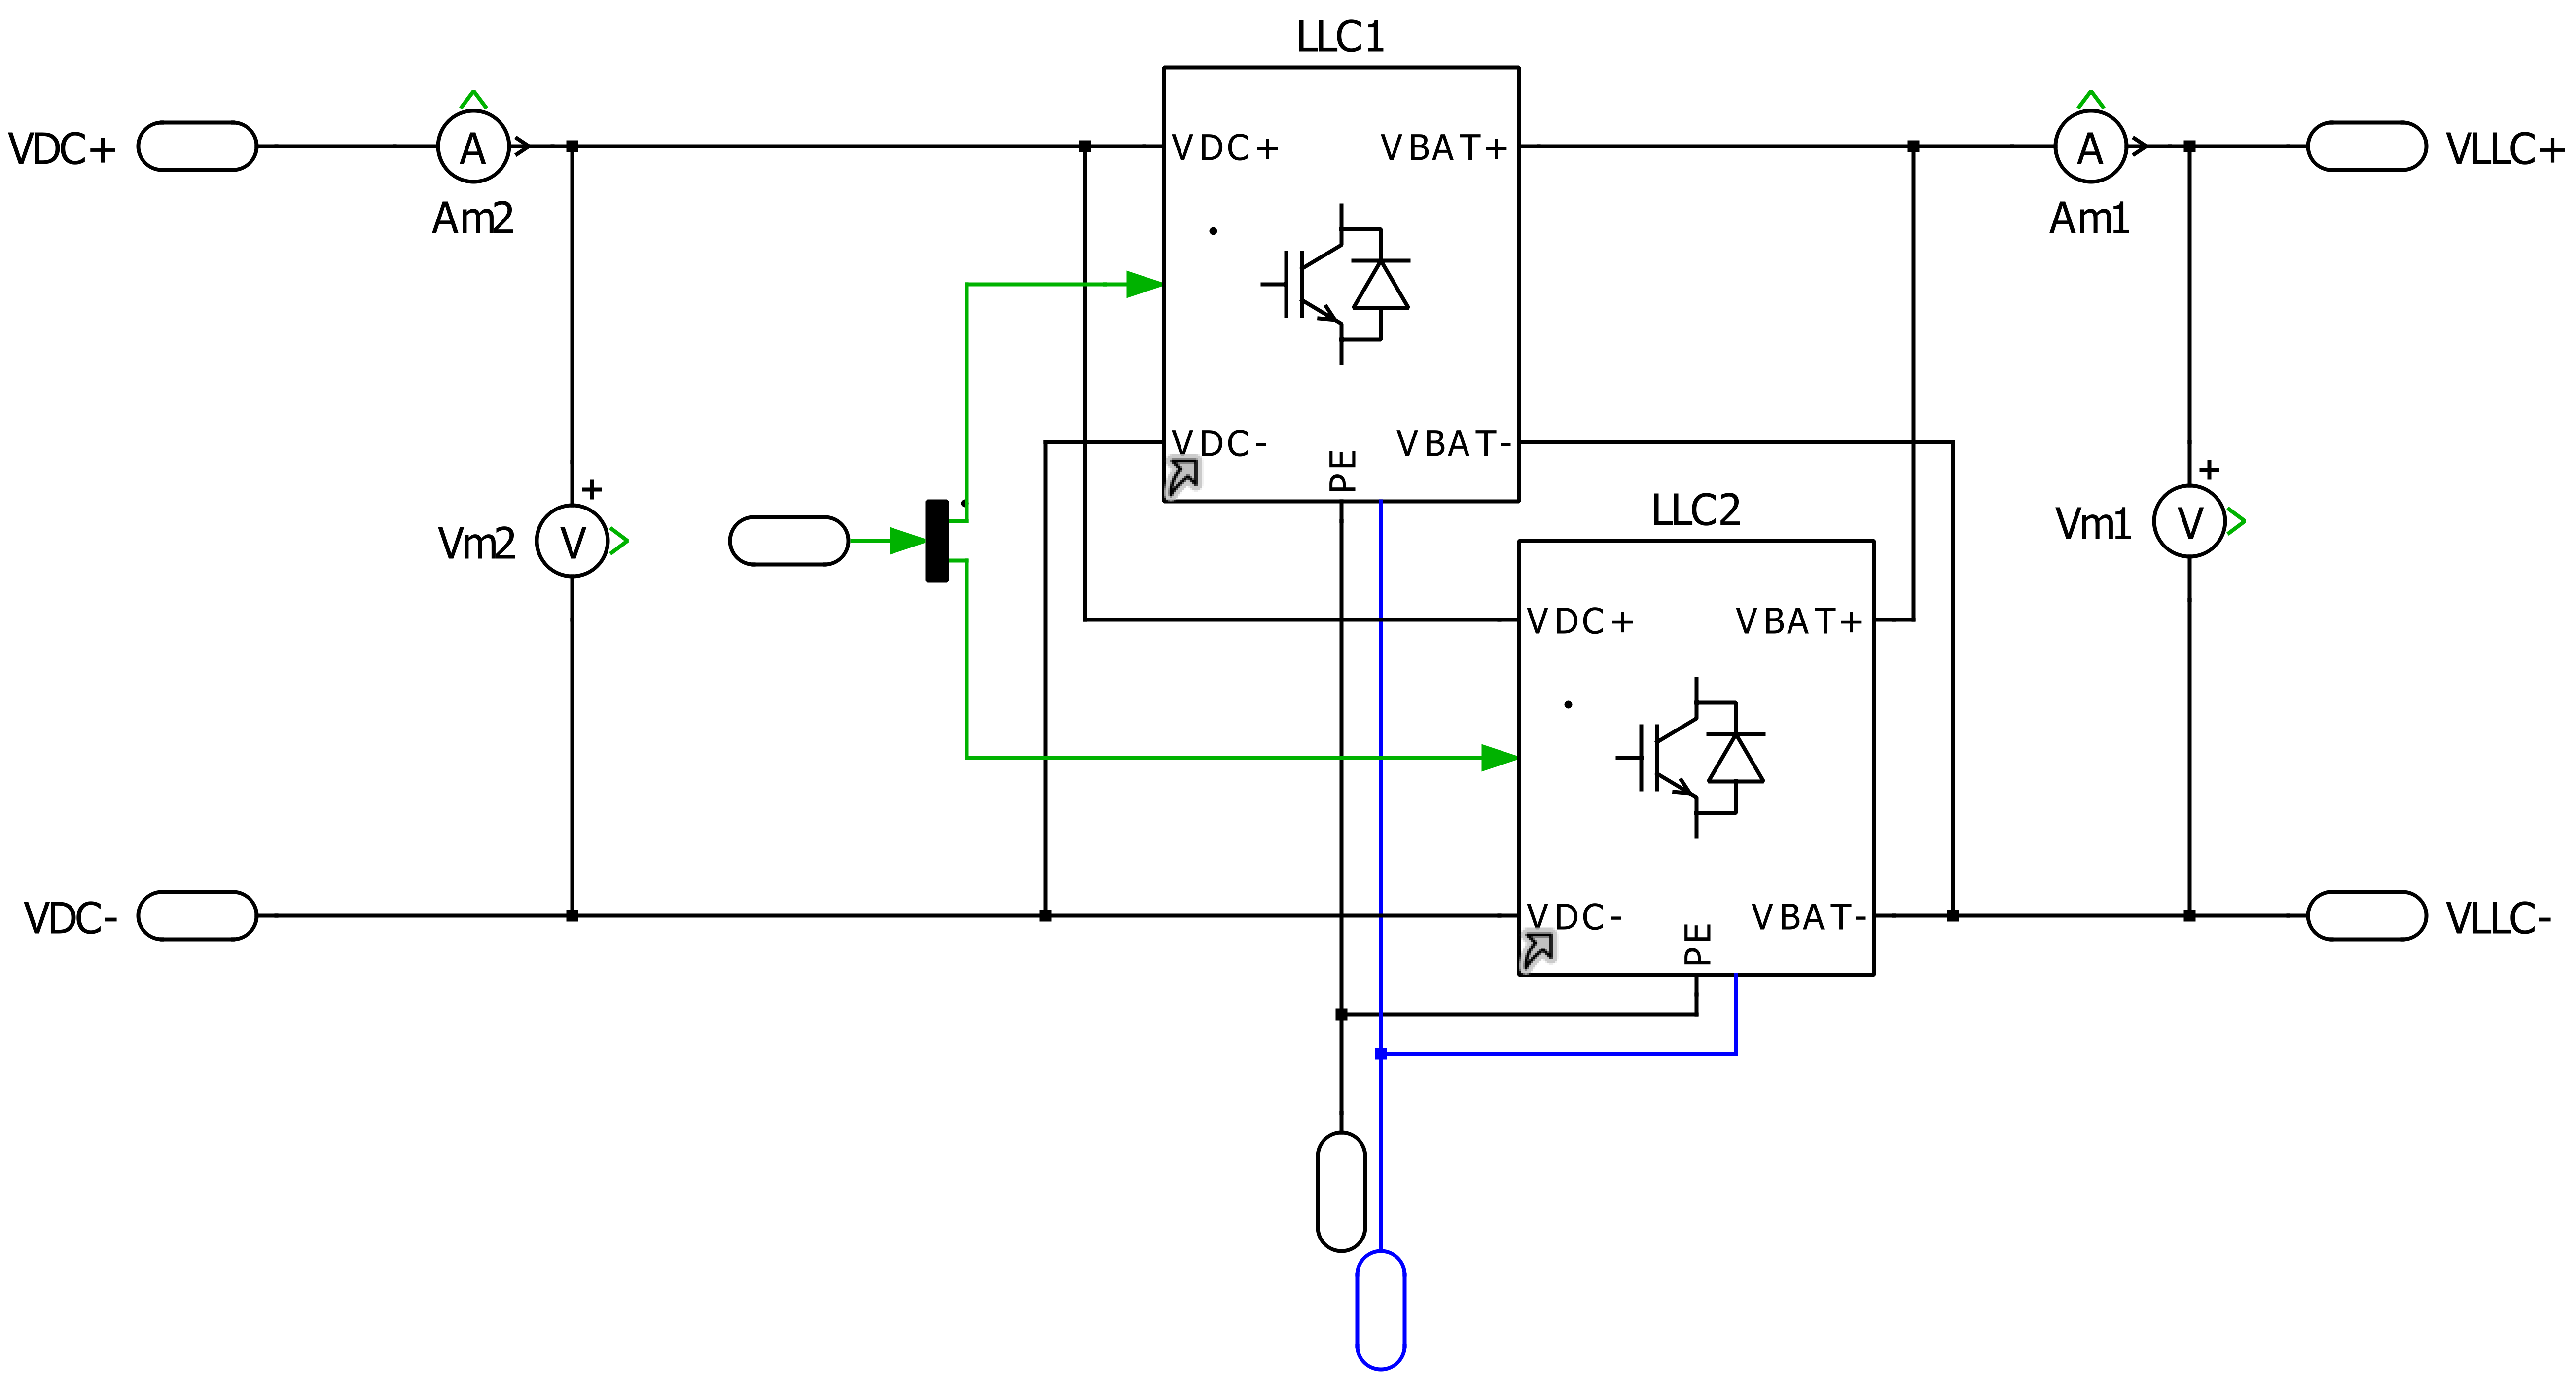 LLC1
VDC+
A
Am2
VDC+
VBAT+
A
Am1
VLLC+
VDC-
VBAT-
PE
+
Vm2
V
LLC2
+
Vm1
V
VDC+
VBAT+
VDC-
VDC-
VBAT-
PE
VLLC-